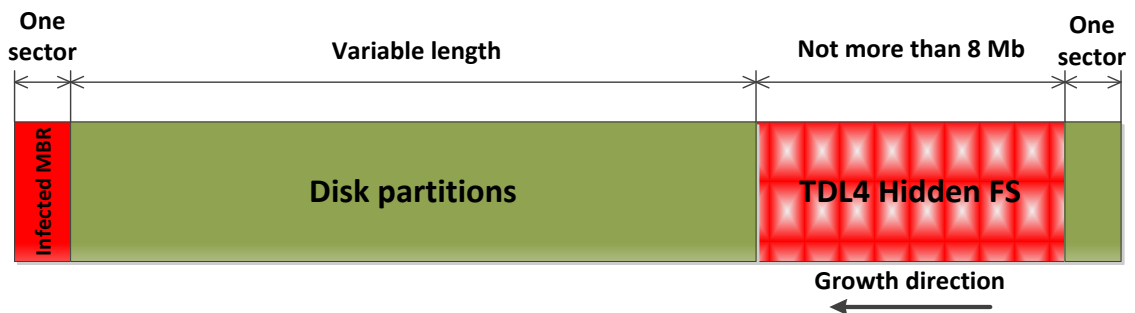 One
sector
Variable length
Not more than 8 Mb
One
sector
Infected MBR
Disk partitions
TDL4 Hidden FS
Growth direction